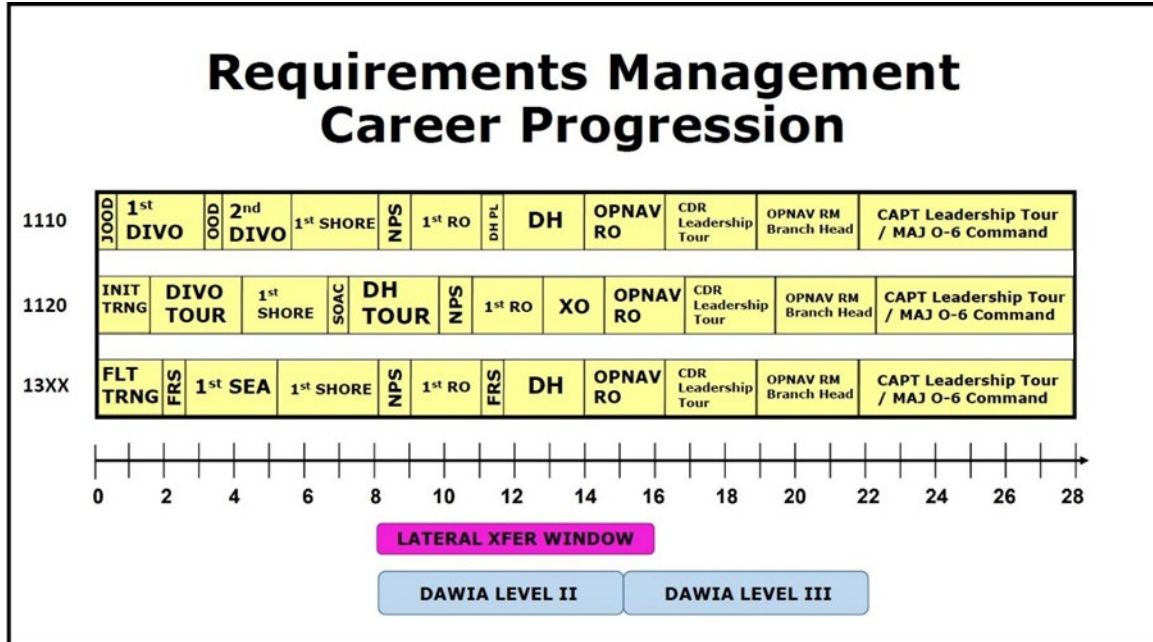 Requirements Management
Career Progression
1110
JOOD
1st
DIVO
OOD
2nd
DIVO
1st SHORE
NPS
1st RO
DH PL
DH
OPNAV
RO
CDR
Leadership
Tour
OPNAV RM
Branch Head
CAPT Leadership Tour
/ MAJ O-6 Command
1120
INIT
TRNG
DIVO
TOUR
1st
SHORE
SOAC
DH
TOUR
NPS
1st RO
XO
OPNAV
RO
CDR
Leadership
Tour
OPNAV RM
Branch Head
CAPT Leadership Tour
/ MAJ O-6 Command
13XX
FLT
TRNG
FRS
1st SEA
1st SHORE
NPS
1st RO
FRS
DH
OPNAV
RO
CDR
Leadership
Tour
OPNAV RM
Branch Head
CAPT Leadership Tour
/ MAJ O-6 Command
0 2 4 6 8 10 12 14 16 18 20 22 24 26 28
LATERAL XFER WINDOW
DAWIA LEVEL II
DAWIA LEVEL III